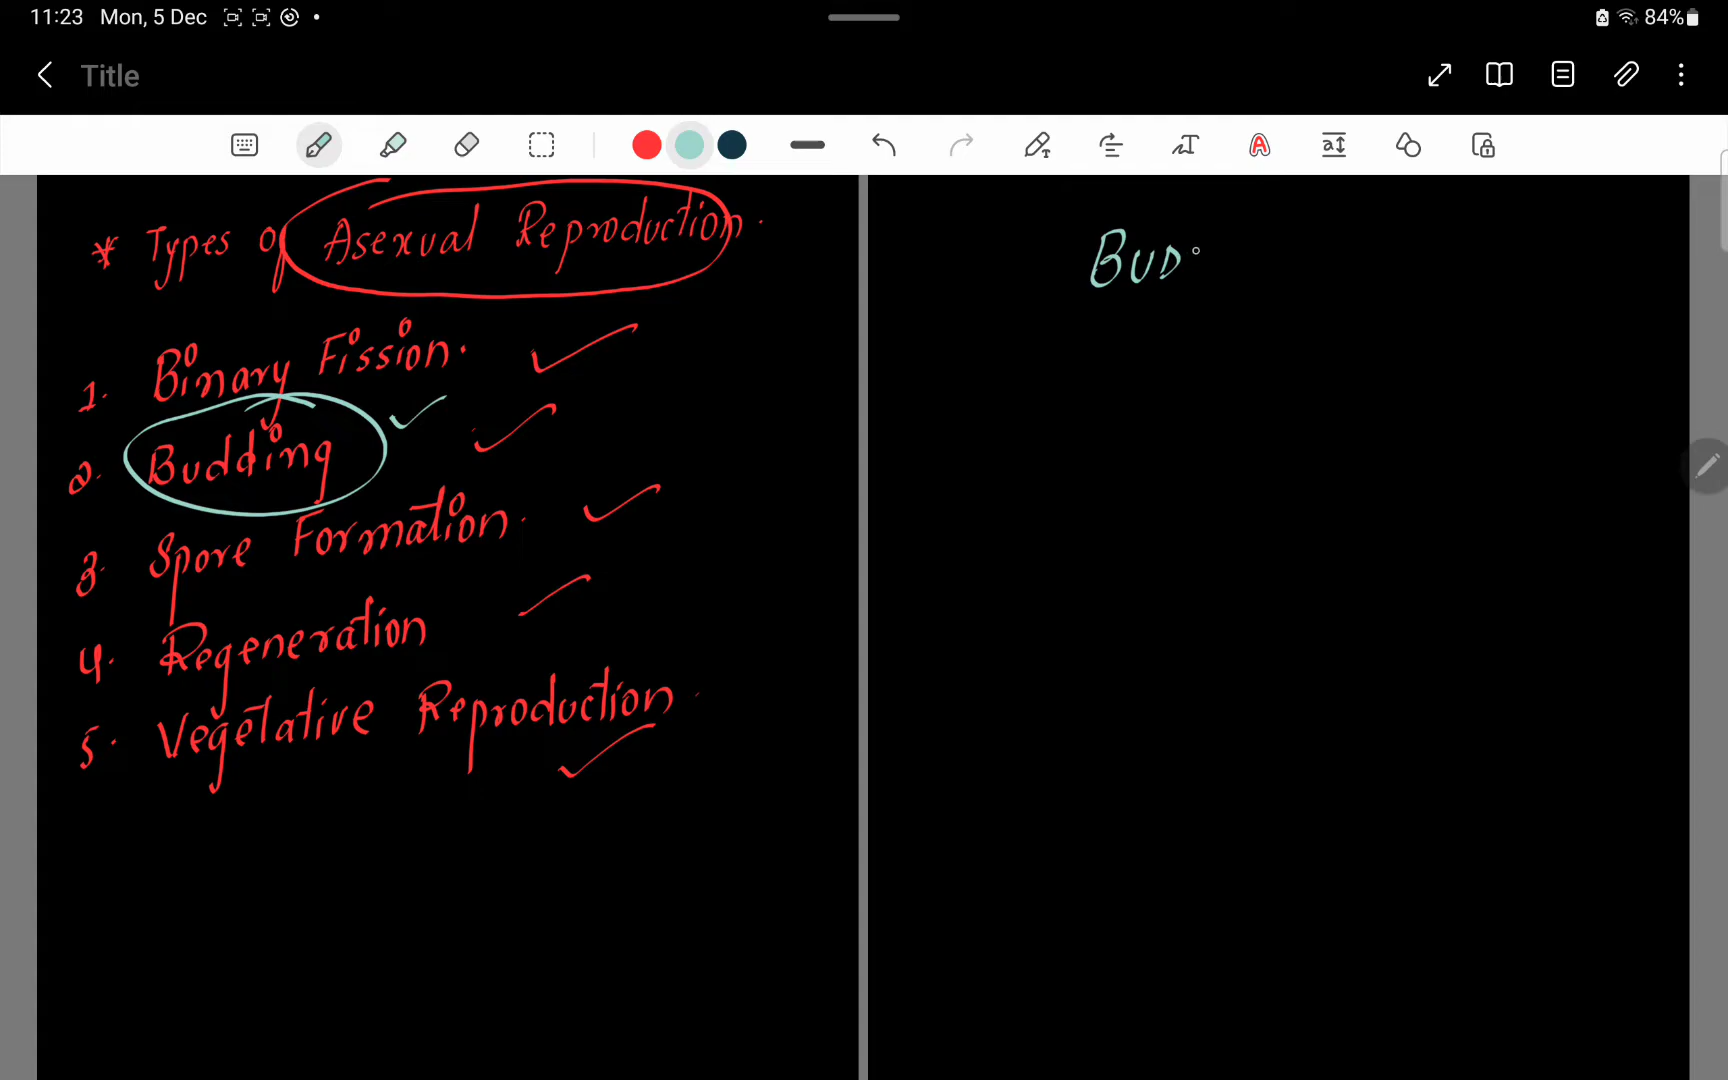 11:23 Mon, 5 Dec
84%
Title
* Types of Asexual Reproduction.
1. Binary Fission.
2. Budding
3. Spore Formation.
4. Regeneration
5. Vegetative Reproduction.
BUD